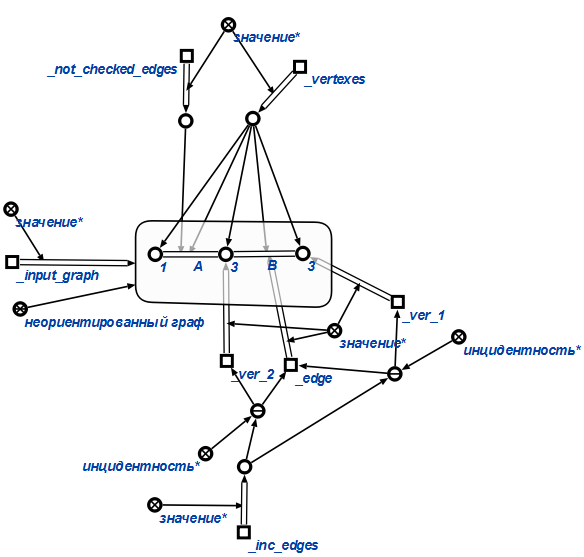 значение*
_not_checked_edges
_vertexes
значение*
1
A
3
B
3
_input_graph
_ver_1
неориентированный граф
значение*
инцидентность*
_ver_2
_edge
инцидентность*
значение*
_inc_edges